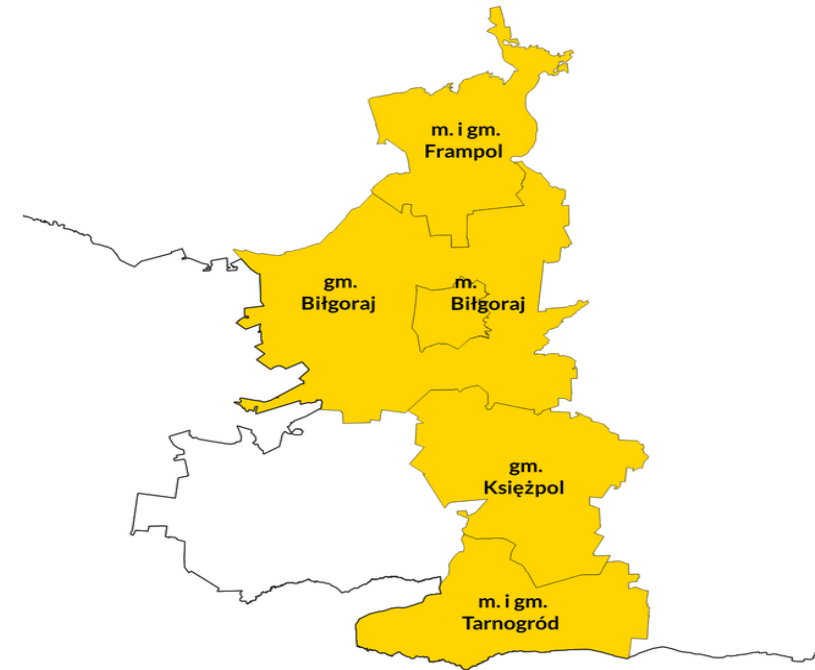 m. i gm.
Frampol
gm.
Biłgoraj
m.
Biłgoraj
gm.
Księżpol
m. i gm.
Tarnogród